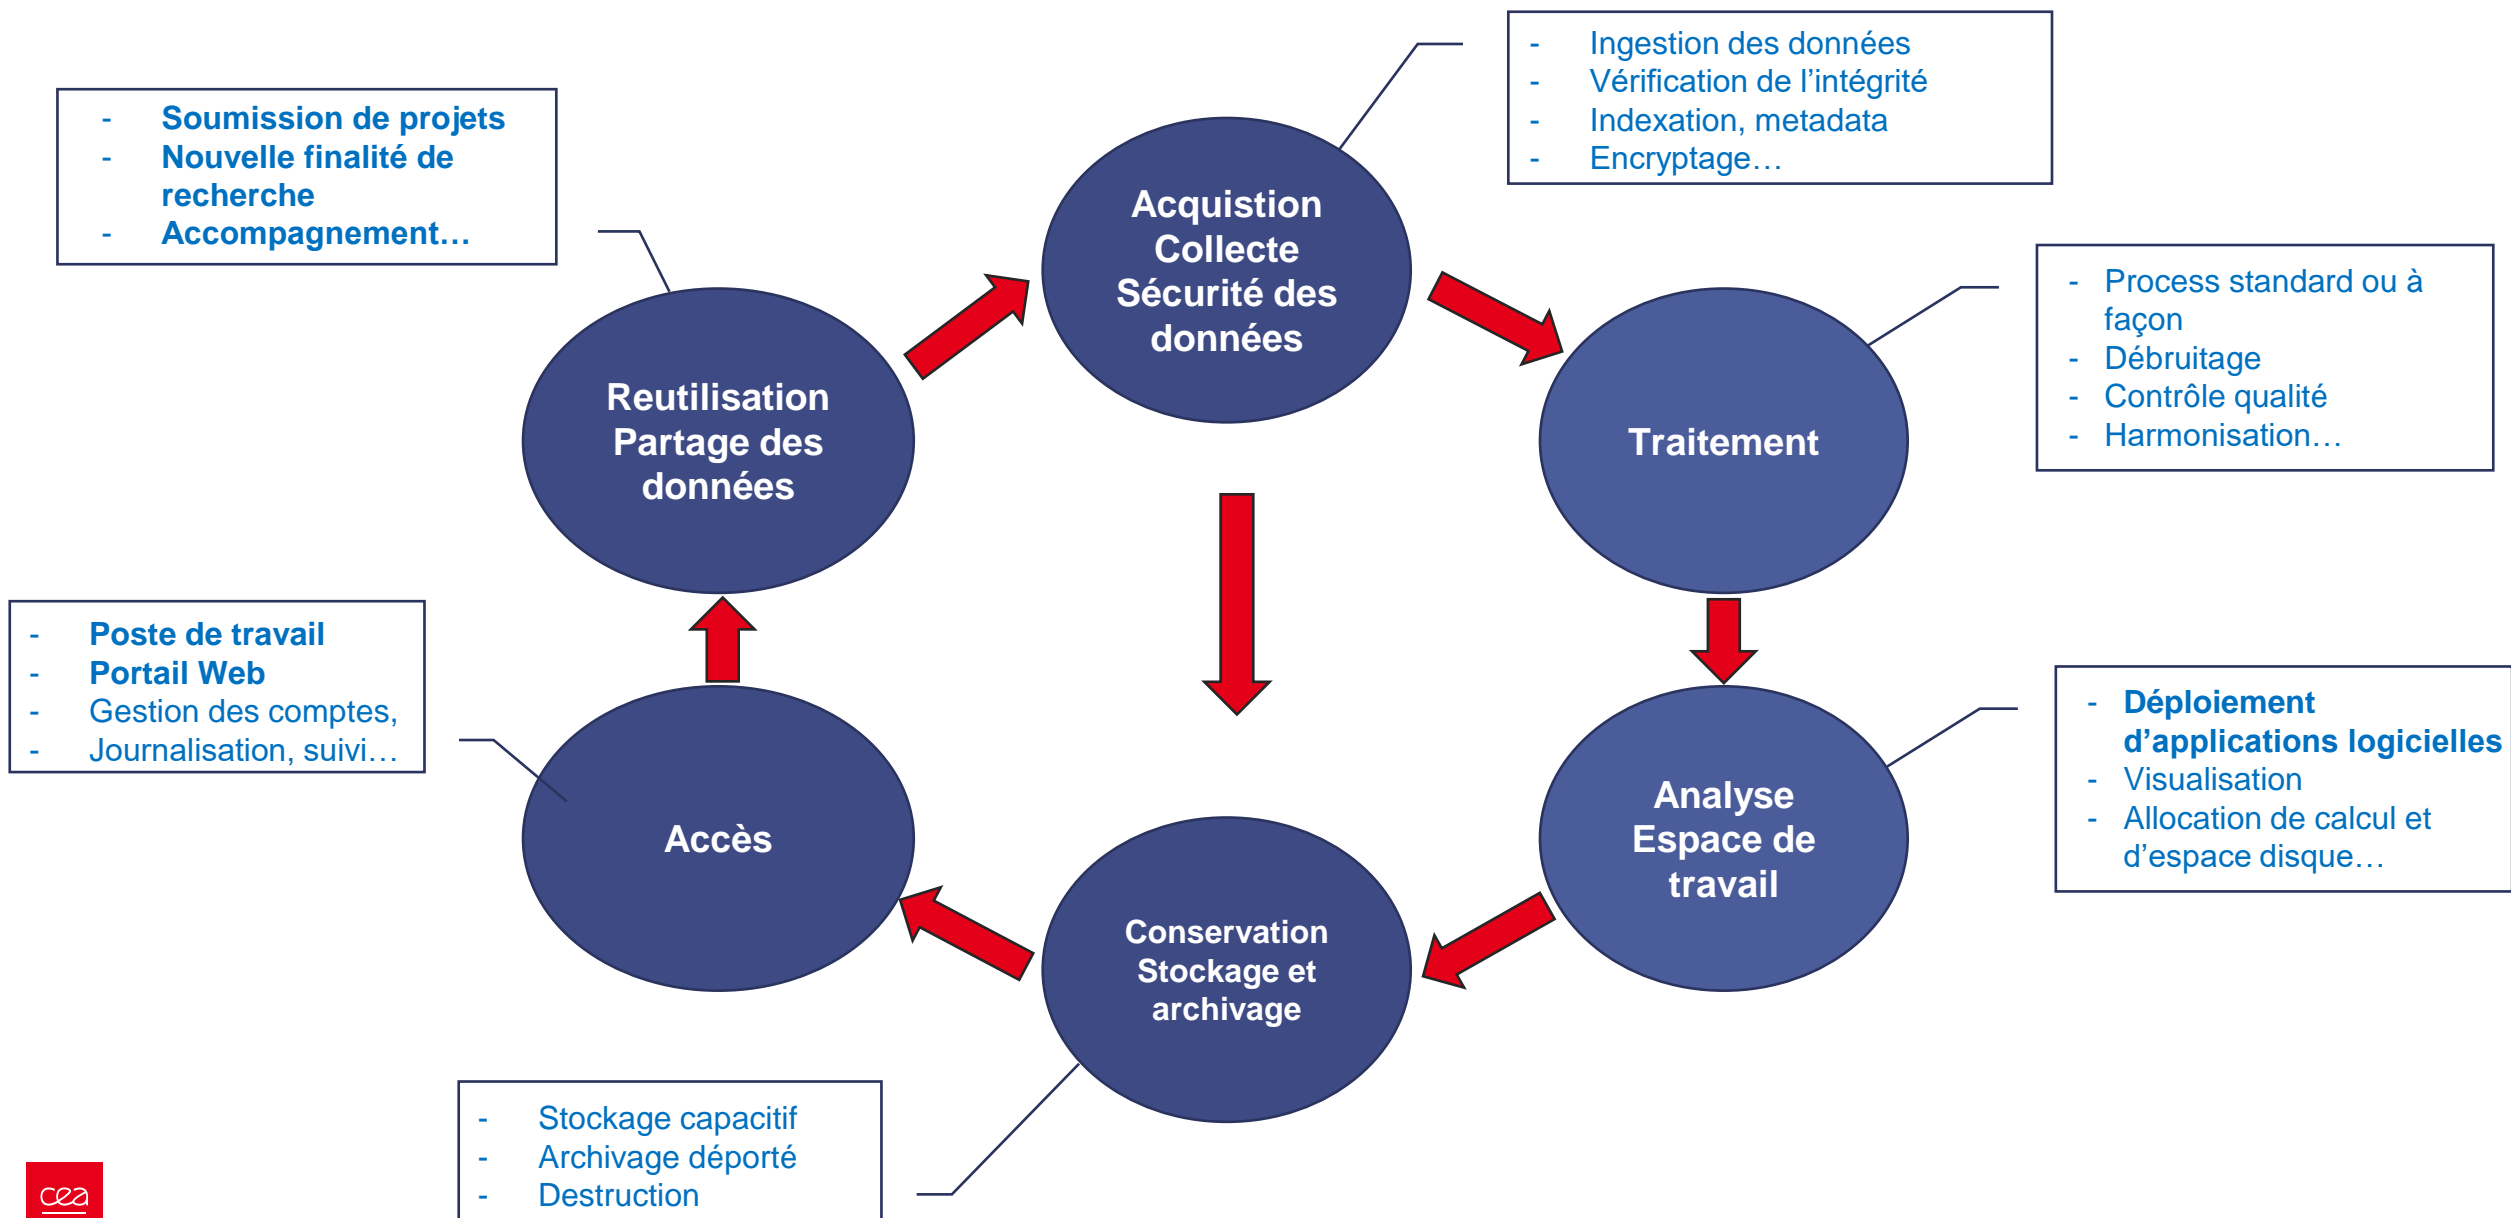 - Ingestion des données
- Vérification de l’intégrité
- Indexation, metadata
- Encryptage…
- Soumission de projets
- Nouvelle finalité de
recherche
- Accompagnement…
Acquistion
Collecte
Sécurité des
données
- Process standard ou à
façon
- Débruitage
- Contrôle qualité
- Harmonisation…
Reutilisation
Partage des
données
Traitement
- Poste de travail
- Portail Web
- Gestion des comptes,
- Journalisation, suivi…
- Déploiement
d’applications logicielles
- Visualisation
- Allocation de calcul et
d’espace disque…
Accès
Analyse
Espace de
travail
Conservation
Stockage et
archivage
- Stockage capacitif
- Archivage déporté
- Destruction
cea